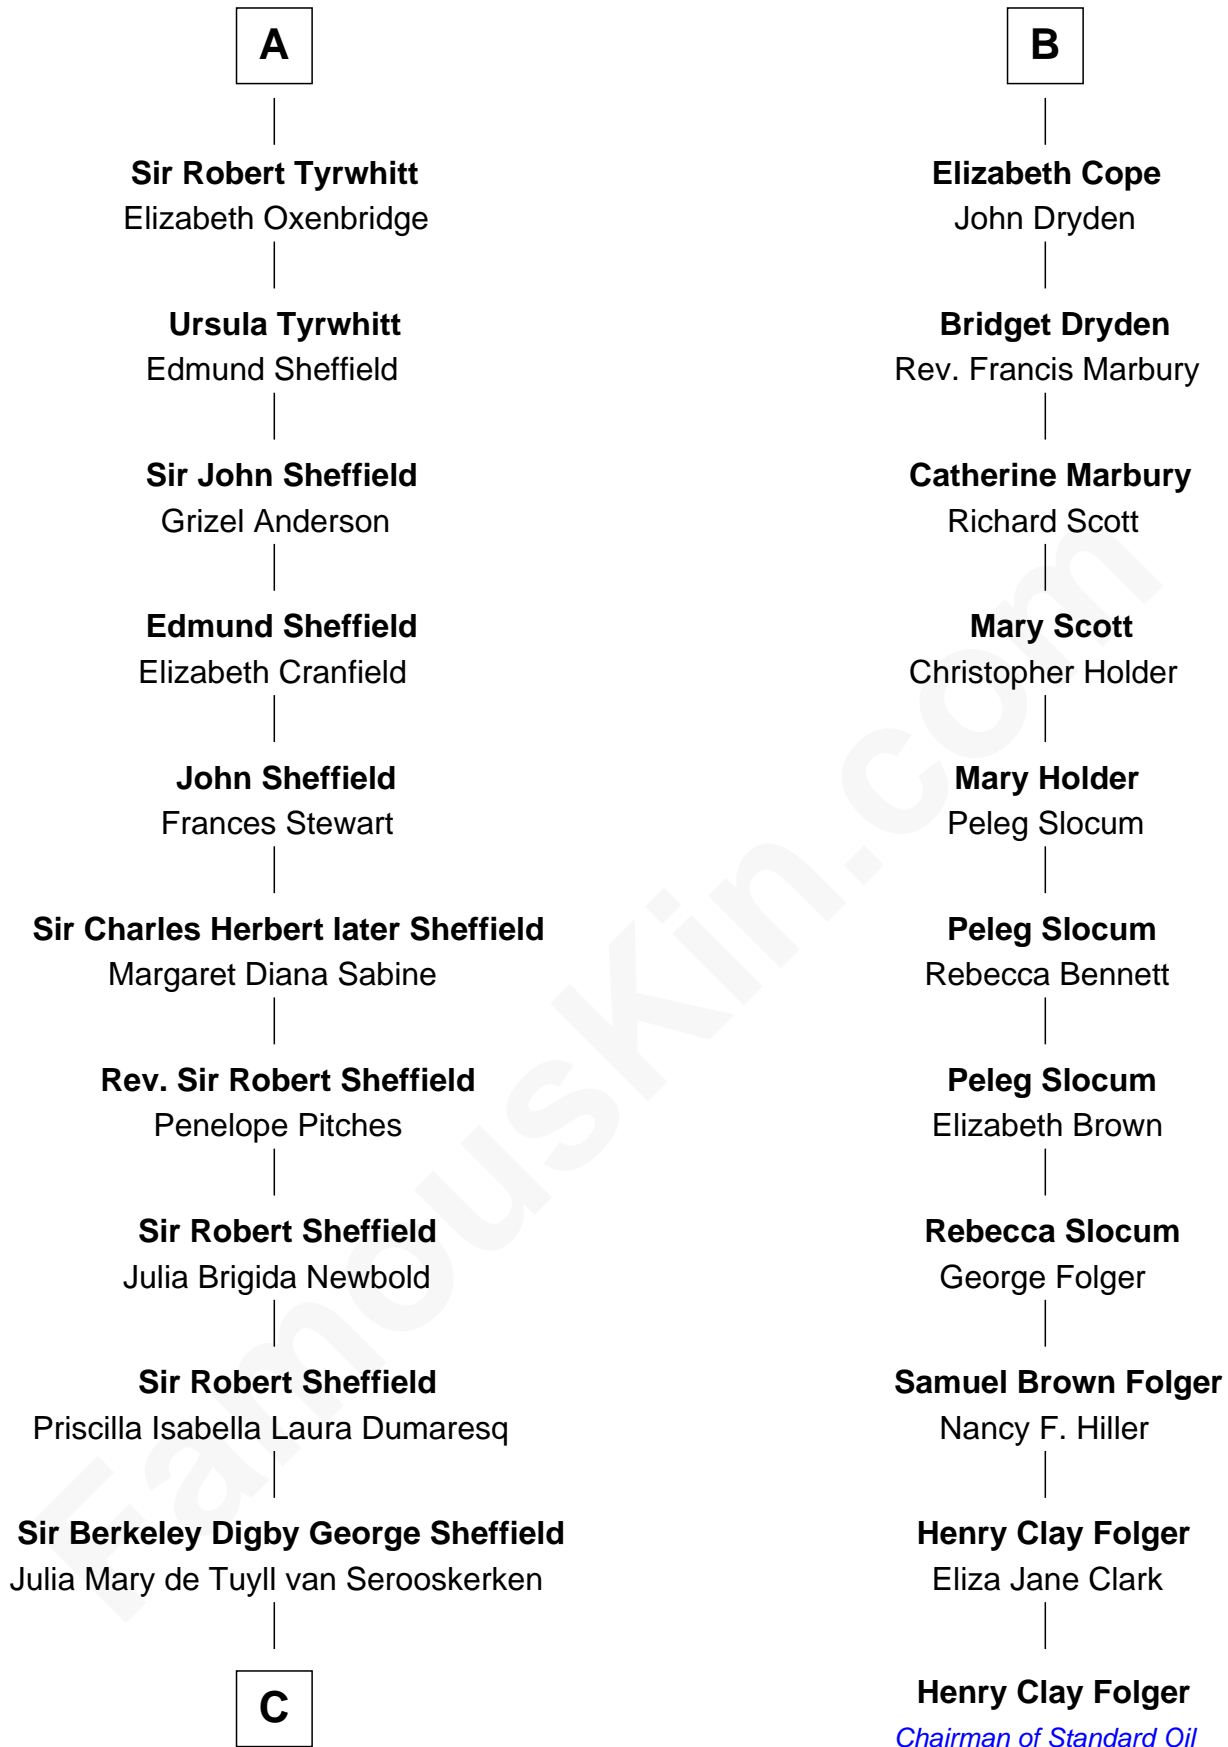 A
Sir Robert Tyrwhitt
Elizabeth Oxenbridge
Ursula Tyrwhitt
Edmund Sheffield
Sir John Sheffield
Grizel Anderson
Edmund Sheffield
Elizabeth Cranfield
John Sheffield
Frances Stewart
Sir Charles Herbert later Sheffield
Margaret Diana Sabine
Rev. Sir Robert Sheffield
Penelope Pitches
Sir Robert Sheffield
Julia Brigida Newbold
Sir Robert Sheffield
Priscilla Isabella Laura Dumaresq
Sir Berkeley Digby George Sheffield
Julia Mary de Tuyll van Serooskerken
C
B
Elizabeth Cope
John Dryden
Bridget Dryden
Rev. Francis Marbury
Catherine Marbury
Richard Scott
Mary Scott
Christopher Holder
Mary Holder
Peleg Slocum
Peleg Slocum
Rebecca Bennett
Peleg Slocum
Elizabeth Brown
Rebecca Slocum
George Folger
Samuel Brown Folger
Nancy F. Hiller
Henry Clay Folger
Eliza Jane Clark
Henry Clay Folger
Chairman of Standard Oil
FamousKin.com